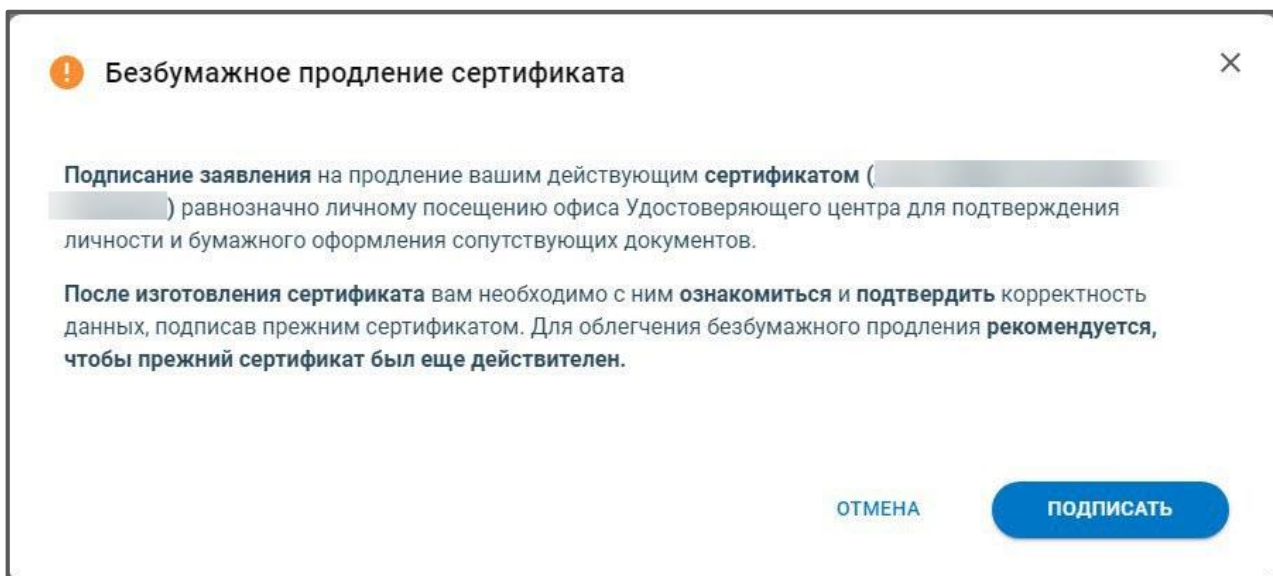 Безбумажное продление сертификата
Подписание заявления на продление вашим действующим сертификатом (
) равнозначно личному посещению офиса Удостоверяющего центра для подтверждения
личности и бумажного оформления сопутствующих документов.
После изготовления сертификата вам необходимо с ним ознакомиться и подтвердить корректность
данных, подписав прежним сертификатом. Для облегчения безбумажного продления рекомендуется,
чтобы прежний сертификат был еще действителен.
ОТМЕНА ПОДПИСАТЬ